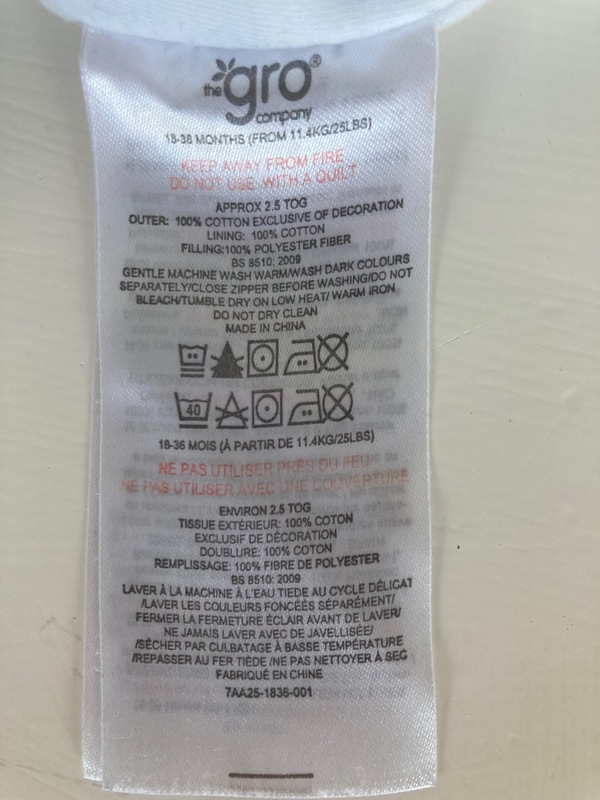 the gro® company
18-36 MONTHS (FROM 11.4KG/25LBS)
KEEP AWAY FROM FIRE
DO NOT USE WITH A QUILT
APPROX 2.5 TOG
OUTER: 100% COTTON EXCLUSIVE OF DECORATION
LINING: 100% COTTON
FILLING:100% POLYESTER FIBER
BS 8510: 2009
GENTLE MACHINE WASH WARM/WASH DARK COLOURS
SEPARATELY/CLOSE ZIPPER BEFORE WASHING/DO NOT
BLEACH/TUMBLE DRY ON LOW HEAT/ WARM IRON
DO NOT DRY CLEAN
MADE IN CHINA
40
18-36 MOIS (À PARTIR DE 11.4KG/25LBS)
NE PAS UTILISER PRÈS DU FEU
NE PAS UTILISER AVEC UNE COUVERTURE
ENVIRON 2.5 TOG
TISSUE EXTÉRIEUR: 100% COTON
EXCLUSIF DE DÉCORATION
DOUBLURE: 100% COTON
REMPLISSAGE: 100% FIBRE DE POLYESTER
BS 8510: 2009
LAVER À LA MACHINE À L'EAU TIEDE AU CYCLE DÉLICAT
/LAVER LES COULEURS FONCÉÉS SÉPARÉMENT/
FERMER LA FERMETURE ÉCLAIR AVANT DE LAVER/
NE JAMAIS LAVER AVEC DE JAVELLISÉE/
/SÉCHER PAR CULBATAGE À BASSE TEMPÉRATURE
/REPASSER AU FER TIÈDE /NE PAS NETTOYER À SEC
FABRIQUÉ EN CHINE
7AA25-1836-001